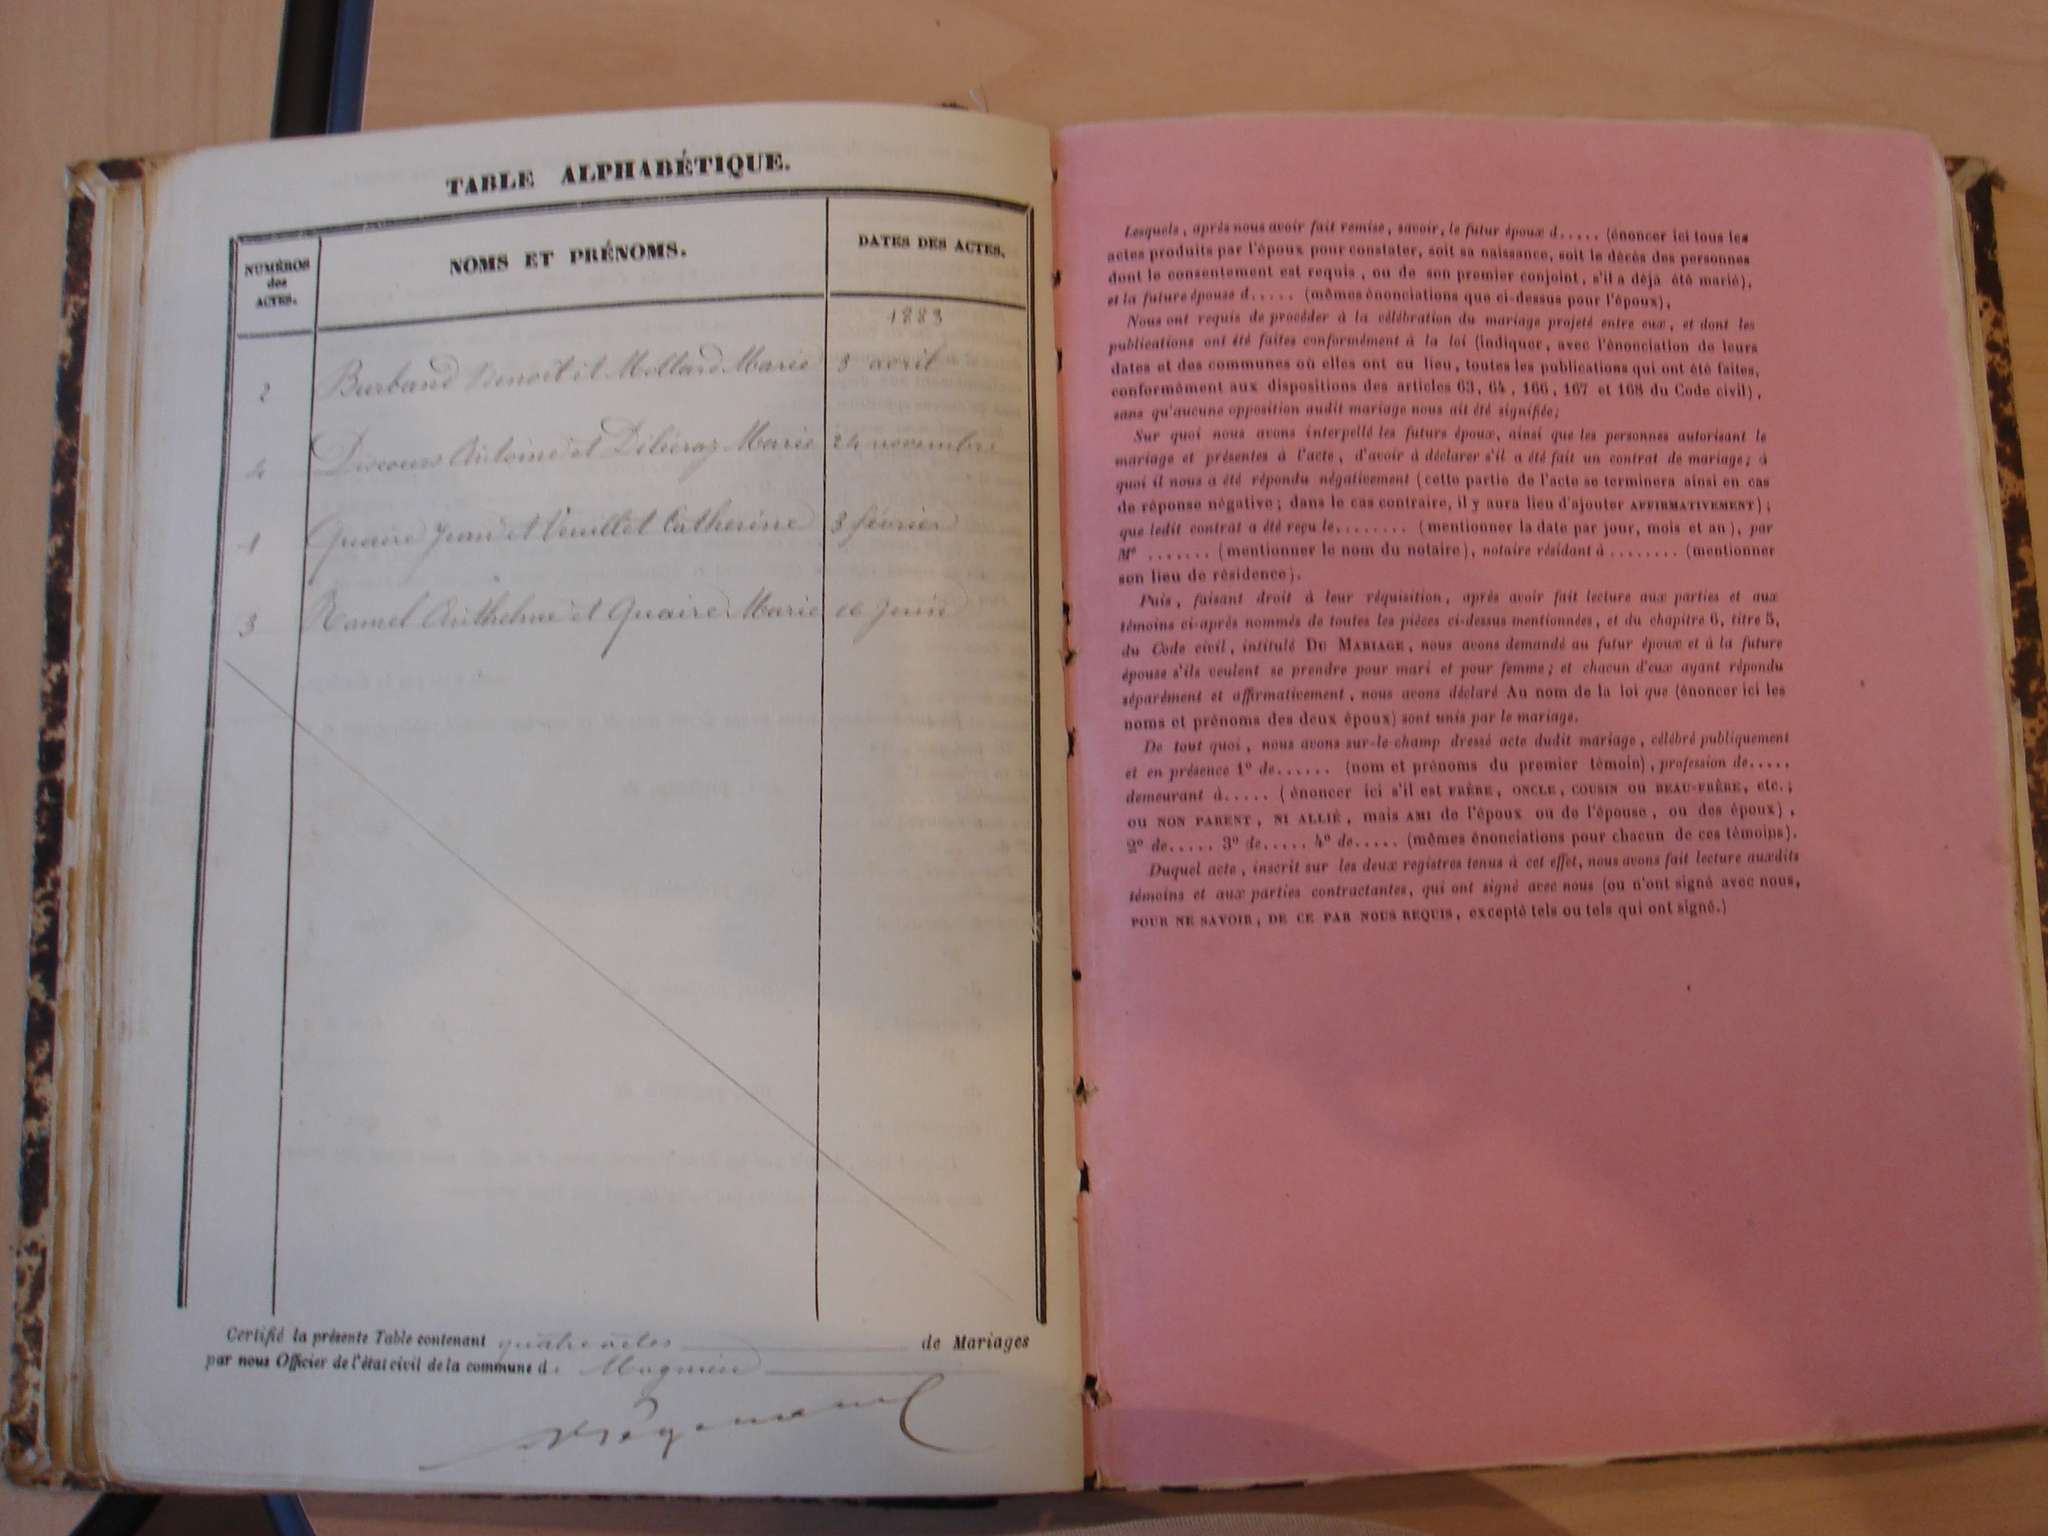 TABLE ALPHABÉTIQUE.
NUMÉROS
des
ACTES.
NOMS ET PRÉNOMS.
DATES DES ACTES.
1883
2 Burband Benoit et Mollard Marie 8 avril
4 Discours Antoine et Marie 24 novembre
1 Quaire Jean et Veuillet Catherine 3 février
3 Ramel Anthelme et Quaire Marie 16 juin
Certifié la présente Table contenant quatre actes de Mariages
par nous Officier de l'état civil de la commune d. Magnieu
Lesquels, après nous avoir fait remise, savoir, le futur époux d..... (énoncer ici tous les
actes produits par l'époux pour constater, soit sa naissance, soit le décès des personnes
dont le consentement est requis, ou de son premier conjoint, s'il a déjà été marié),
et la future épouse d..... (mêmes énonciations que ci-dessus pour l'époux),
Nous ont requis de procéder à la célébration du mariage projeté entre eux, et dont les
publications ont été faites conformément à la loi (indiquer, avec l'énonciation de leurs
dates et des communes où elles ont eu lieu, toutes les publications qui ont été faites,
conformément aux dispositions des articles 63, 64, 166, 167 et 168 du Code civil),
sans qu'aucune opposition audit mariage nous ait été signifiée;
Sur quoi nous avons interpellé les futurs époux, ainsi que les personnes autorisant le
mariage et présentes à l'acte, d'avoir à déclarer s'il a été fait un contrat de mariage; à
quoi il nous a été répondu négativement (cette partie de l'acte se terminera ainsi en cas
de réponse négative; dans le cas contraire, il y aura lieu d'ajouter AFFIRMATIVEMENT);
que ledit contrat a été reçu le........ (mentionner la date par jour, mois et an), par
Me ....... (mentionner le nom du notaire), notaire résidant à ........ (mentionner
son lieu de résidence).
Puis, faisant droit à leur réquisition, après avoir fait lecture aux parties et aux
témoins ci-après nommés de toutes les pièces ci-dessus mentionnées, et du chapitre 6, titre 5,
du Code civil, intitulé DU MARIAGE, nous avons demandé au futur époux et à la future
épouse s'ils veulent se prendre pour mari et pour femme; et chacun d'eux ayant répondu
séparément et affirmativement, nous avons déclaré Au nom de la loi que (énoncer ici les
noms et prénoms des deux époux) sont unis par le mariage.
De tout quoi, nous avons sur-le-champ dressé acte dudit mariage, célébré publiquement
et en présence 1º de...... (nom et prénoms du premier témoin), profession de.....
demeurant à..... (énoncer ici s'il est FRÈRE, ONCLE, COUSIN OU BEAU-FRÈRE, etc.;
OU NON PARENT, NI ALLIÉ, mais AMI de l'époux ou de l'épouse, ou des époux),
2º de..... 3º de..... 4º de..... (mêmes énonciations pour chacun de ces témoins).
Duquel acte, inscrit sur les deux registres tenus à cet effet, nous avons fait lecture auxdits
témoins et aux parties contractantes, qui ont signé avec nous (ou n'ont signé avec nous,
POUR NE SAVOIR, DE CE PAR NOUS REQUIS, excepté tels ou tels qui ont signé.)